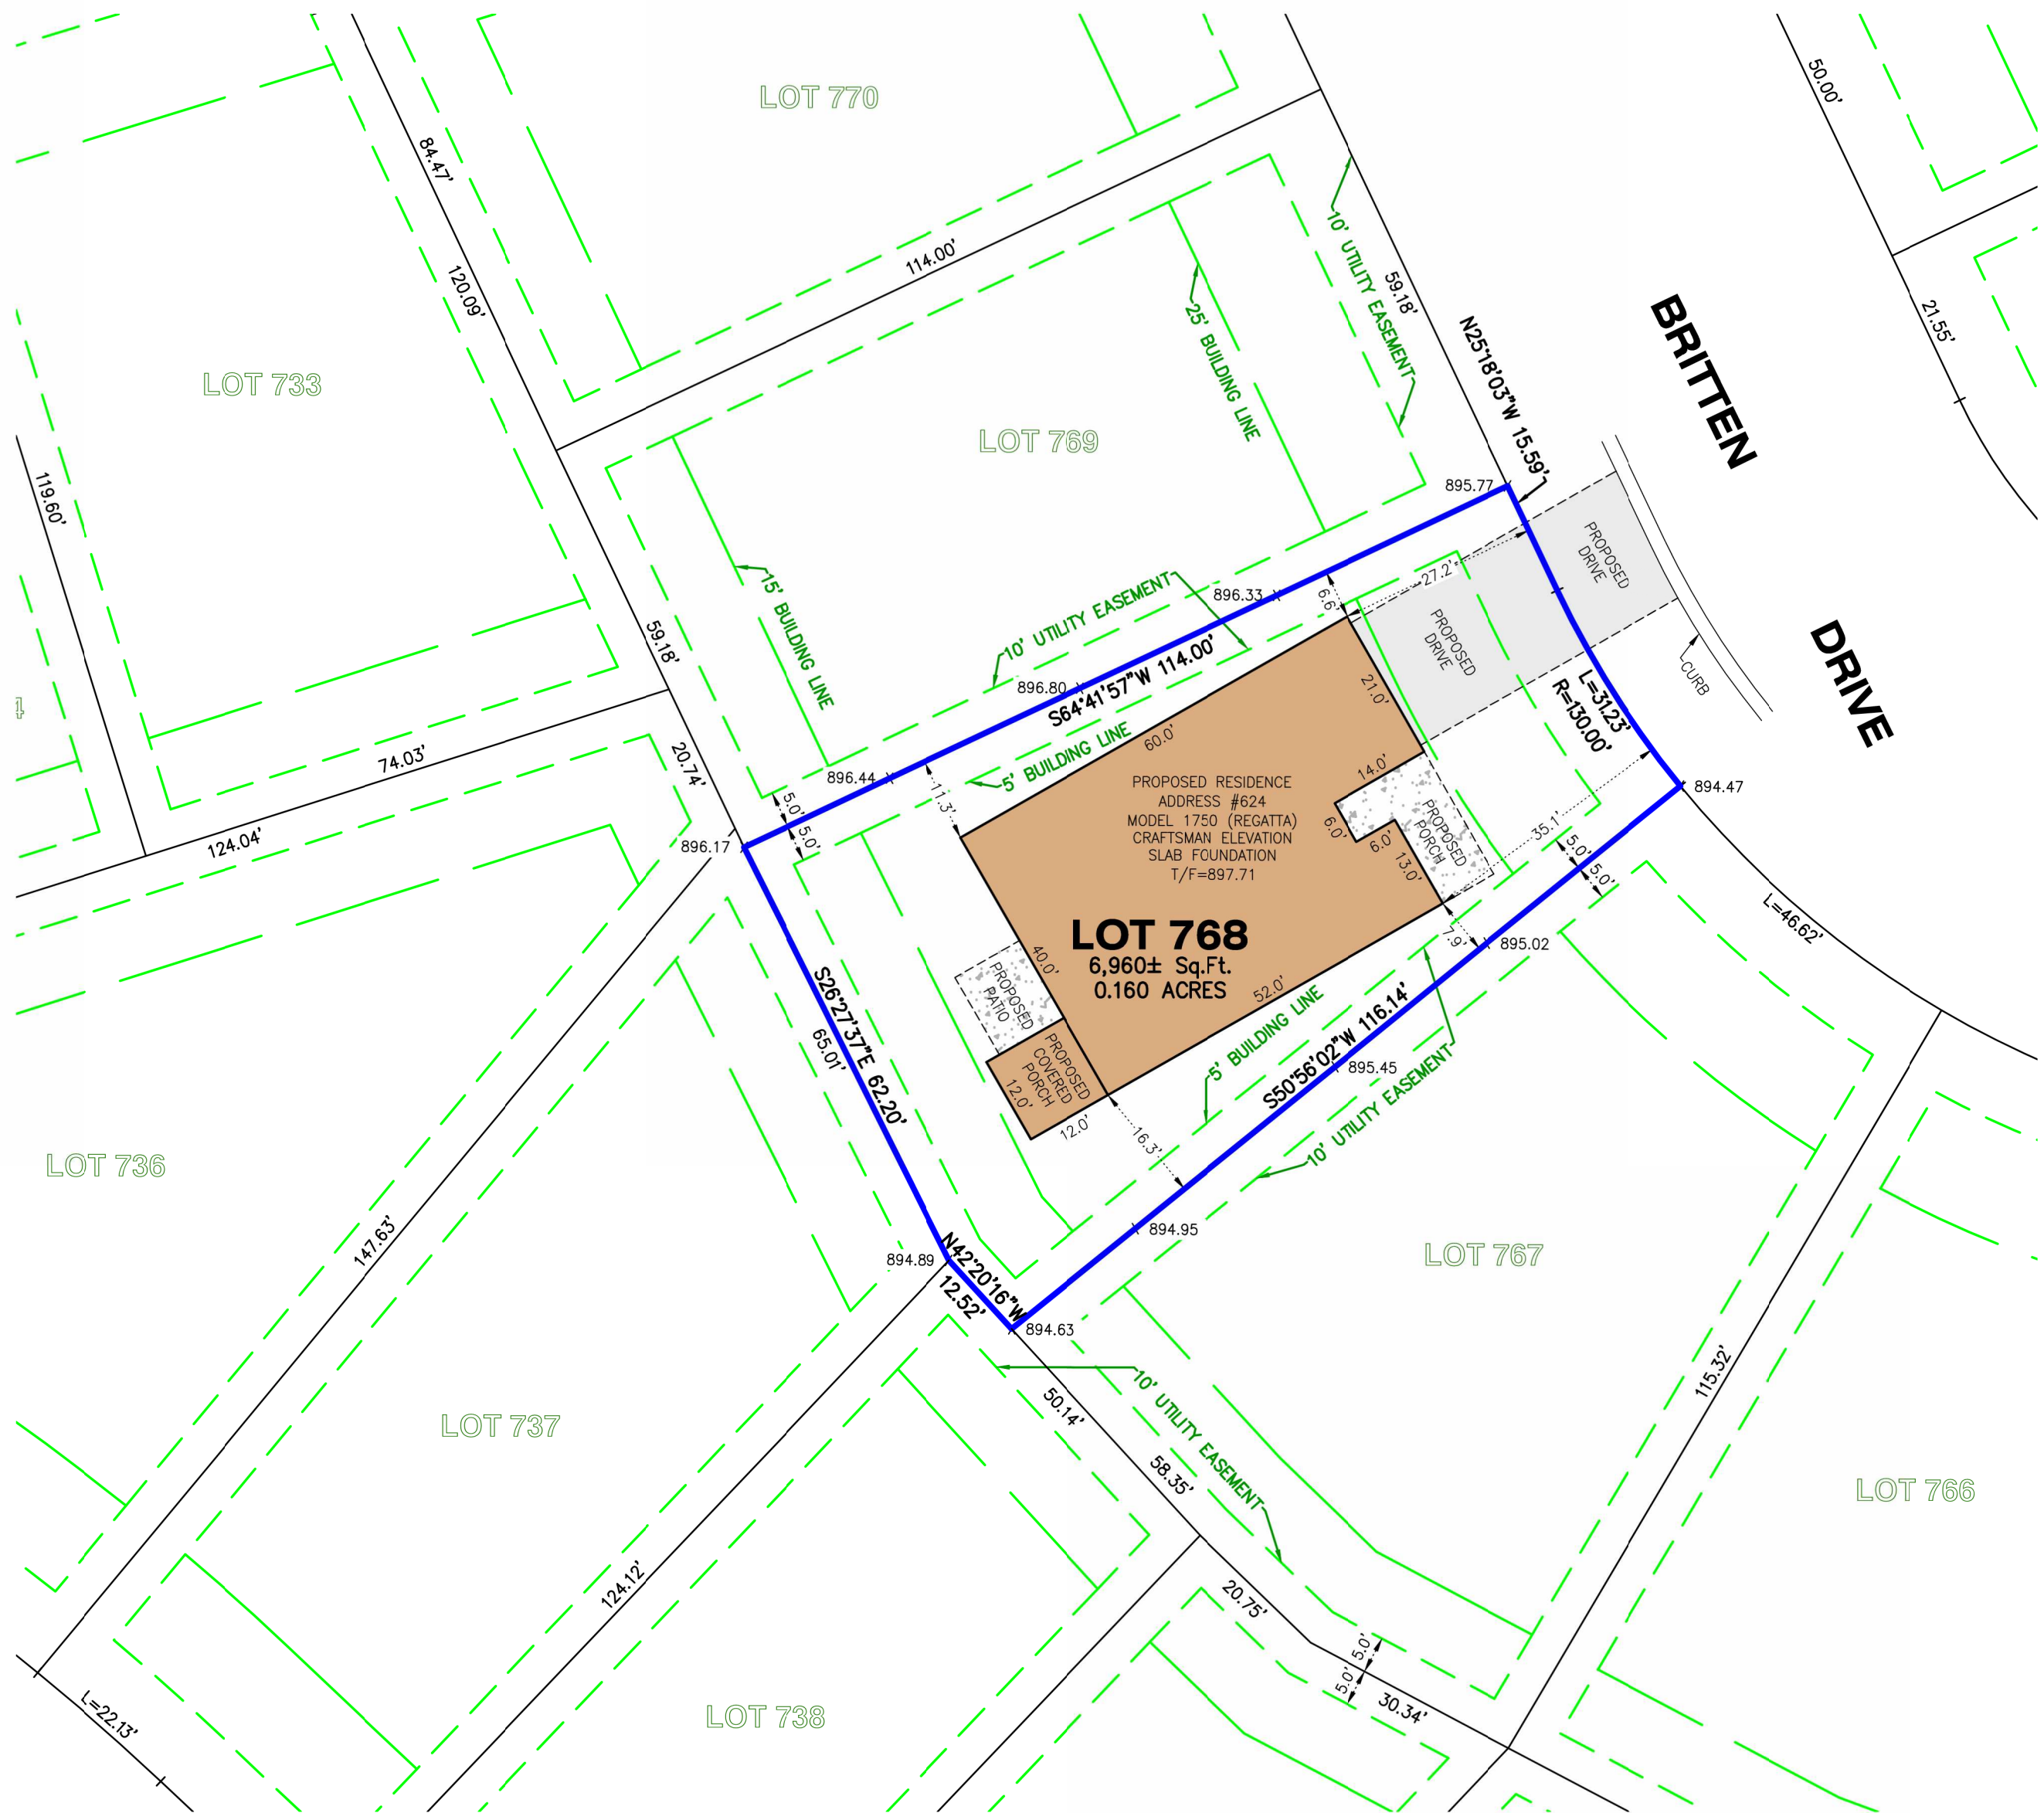 LOT 770
50.00'
84.47'
114.00'
10' UTILITY EASEMENT
59.18'
120.09'
25' BUILDING LINE
21.55'
BRITTEN
DRIVE
N25°18'03"W 15.59'
LOT 733
LOT 769
119.60'
895.77
PROPOSED
DRIVE
27.2'
15' BUILDING LINE
10' UTILITY EASEMENT
896.33
6.6'
PROPOSED
DRIVE
59.18'
896.80
S64°41'57"W 114.00'
21.0'
CURB
L=31.23'
R=130.00'
4
74.03'
20.74'
5' BUILDING LINE
60.0'
896.44
11.3'
14.0'
894.47
PROPOSED RESIDENCE
ADDRESS #624
MODEL 1750 (REGATTA)
CRAFTSMAN ELEVATION
SLAB FOUNDATION
T/F=897.71
5.0'
5.0'
6.0'
6.0'
13.0'
PROPOSED
PORCH
35.1'
124.04'
896.17
5.0'
5.0'
L=46.62'
LOT 768
6,960± Sq.Ft.
0.160 ACRES
7.9'
895.02
40.0'
PROPOSED
PATIO
52.0'
S26°27'37"E 62.20'
65.01'
5' BUILDING LINE
S50°56'02"W 116.14'
895.45
10' UTILITY EASEMENT
PROPOSED
COVERED
PORCH
12.0'
12.0'
16.3'
LOT 736
147.63'
894.95
LOT 767
894.89
N42°20'16"W
12.52'
894.63
10' UTILITY EASEMENT
50.14'
115.32'
LOT 737
58.35'
LOT 766
124.12'
20.75'
5.0'
5.0'
30.34'
LOT 738
L=22.13'